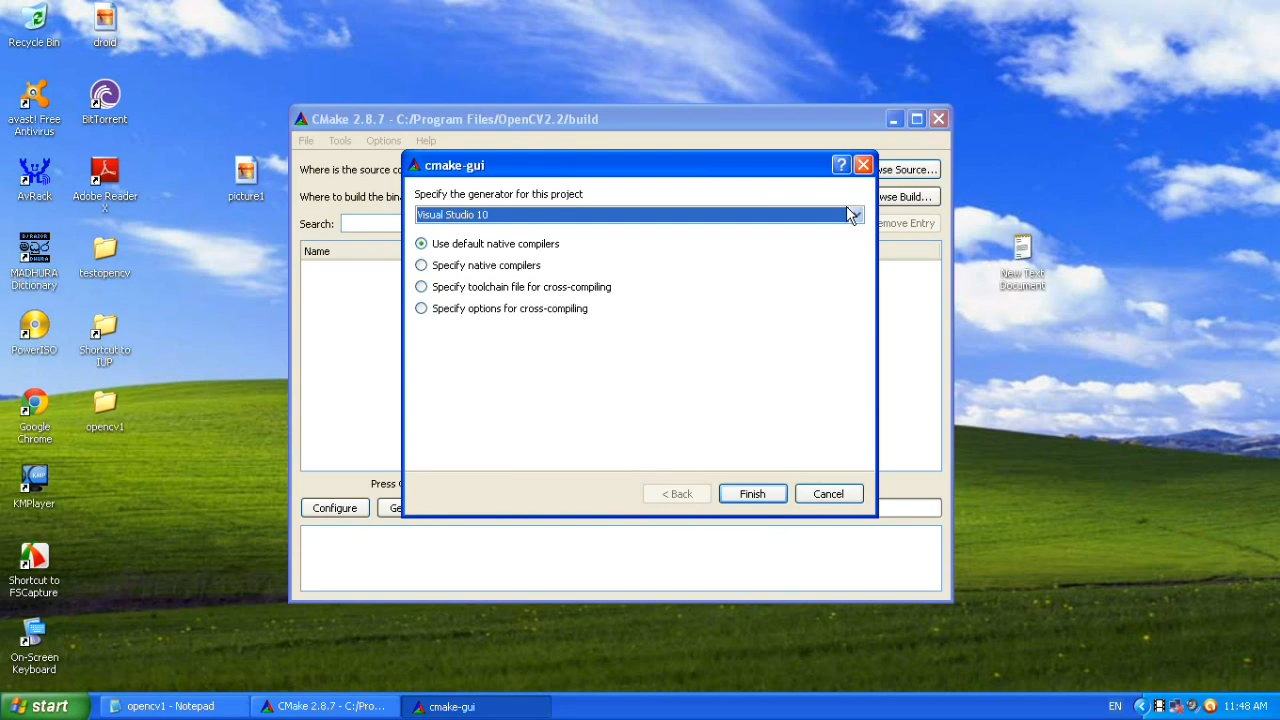 Recycle Bin
droid
avast! Free
Antivirus
BitTorrent
AvRack
Adobe Reader
X
picture1
MADHURA
Dictionary
testopencv
PowerISO
Shortcut to
IUP
Google
Chrome
opencv1
KMPlayer
Shortcut to
FSCapture
On-Screen
Keyboard
New Text
Document
CMake 2.8.7 - C:/Program Files/OpenCV2.2/build
File Tools Options Help
Where is the source co
wse Source...
Where to build the bin
wse Build...
Search:
emove Entry
Name
Press
Configure
Ge
cmake-gui
Specify the generator for this project
Visual Studio 10
Use default native compilers
Specify native compilers
Specify toolchain file for cross-compiling
Specify options for cross-compiling
< Back
Finish
Cancel
start
opencv1 - Notepad
CMake 2.8.7 - C:/Pro...
cmake-gui
EN
11:48 AM